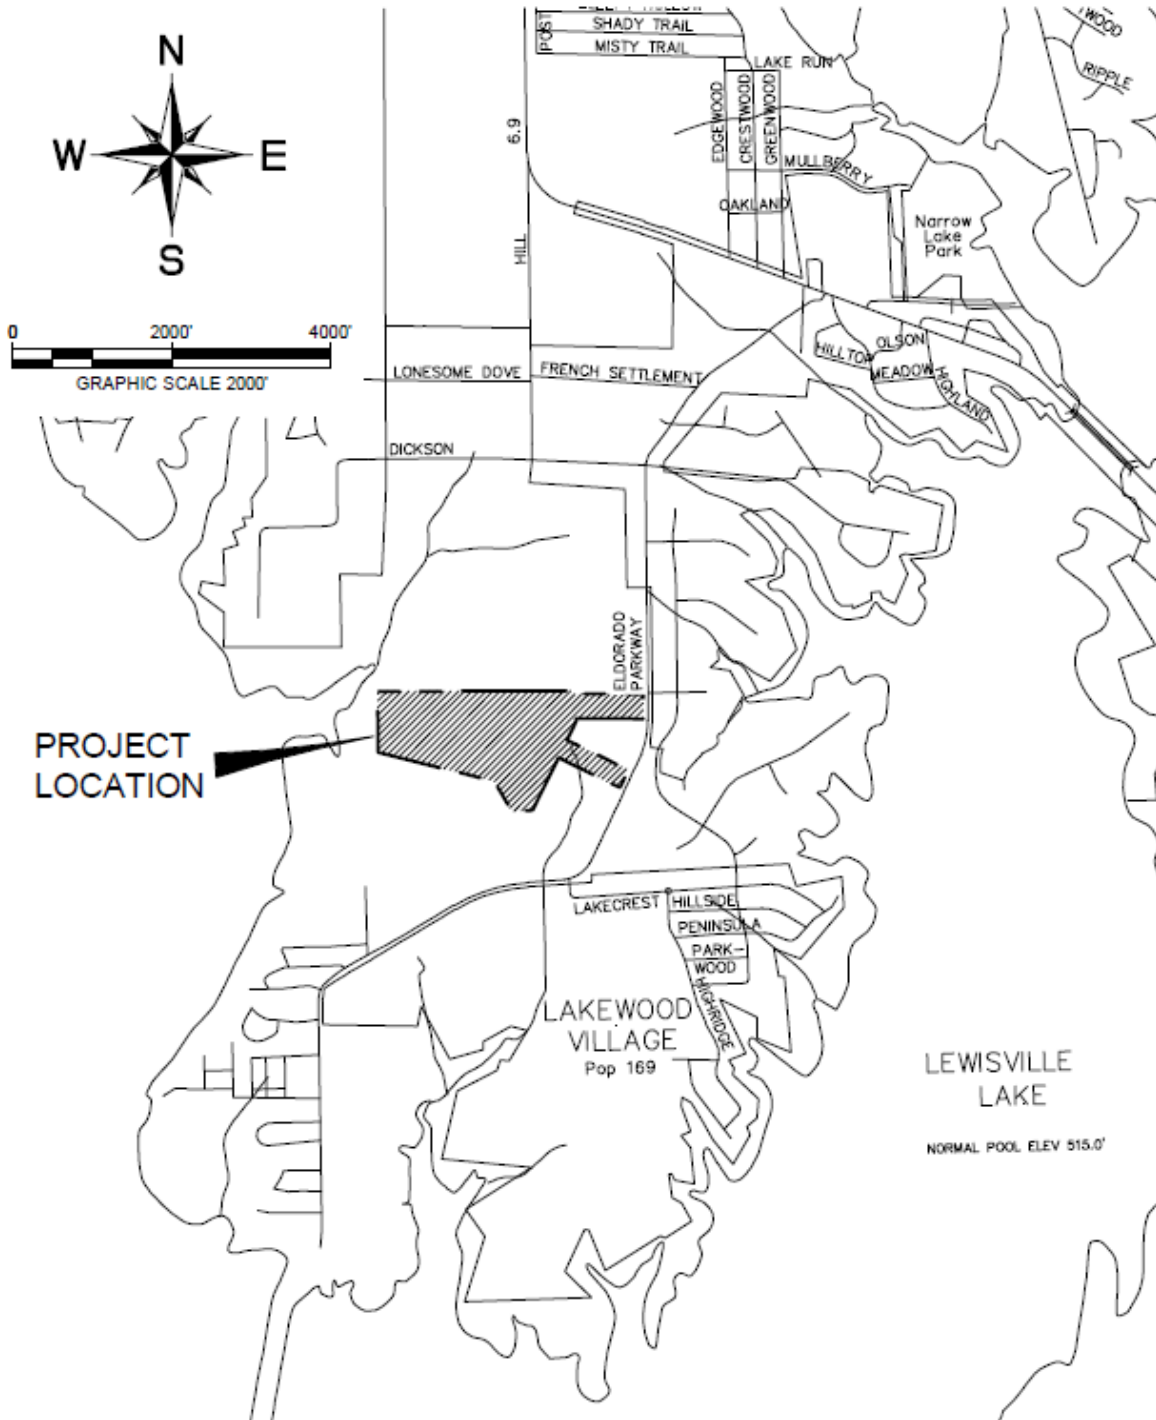 SHADY TRAIL
MISTY TRAIL
POST
LAKE RUN
TWOOD
RIPPLE
N
W
E
S
6.9
HILL
EDGEWOOD
CRESTWOOD
GREENWOOD
MULLBERRY
OAKLAND
Narrow
Lake
Park
0
2000'
4000'
GRAPHIC SCALE 2000'
LONESOME DOVE
FRENCH SETTLEMENT
HILLTOP
OLSON
MEADOW
HIGHLAND
DICKSON
ELDORADO
PARKWAY
PROJECT
LOCATION
LAKECREST
HILLSIDE
PENINSULA
PARK-
WOOD
HIGHRIDGE
LAKEWOOD
VILLAGE
Pop 169
LEWISVILLE
LAKE
NORMAL POOL ELEV 515.0'